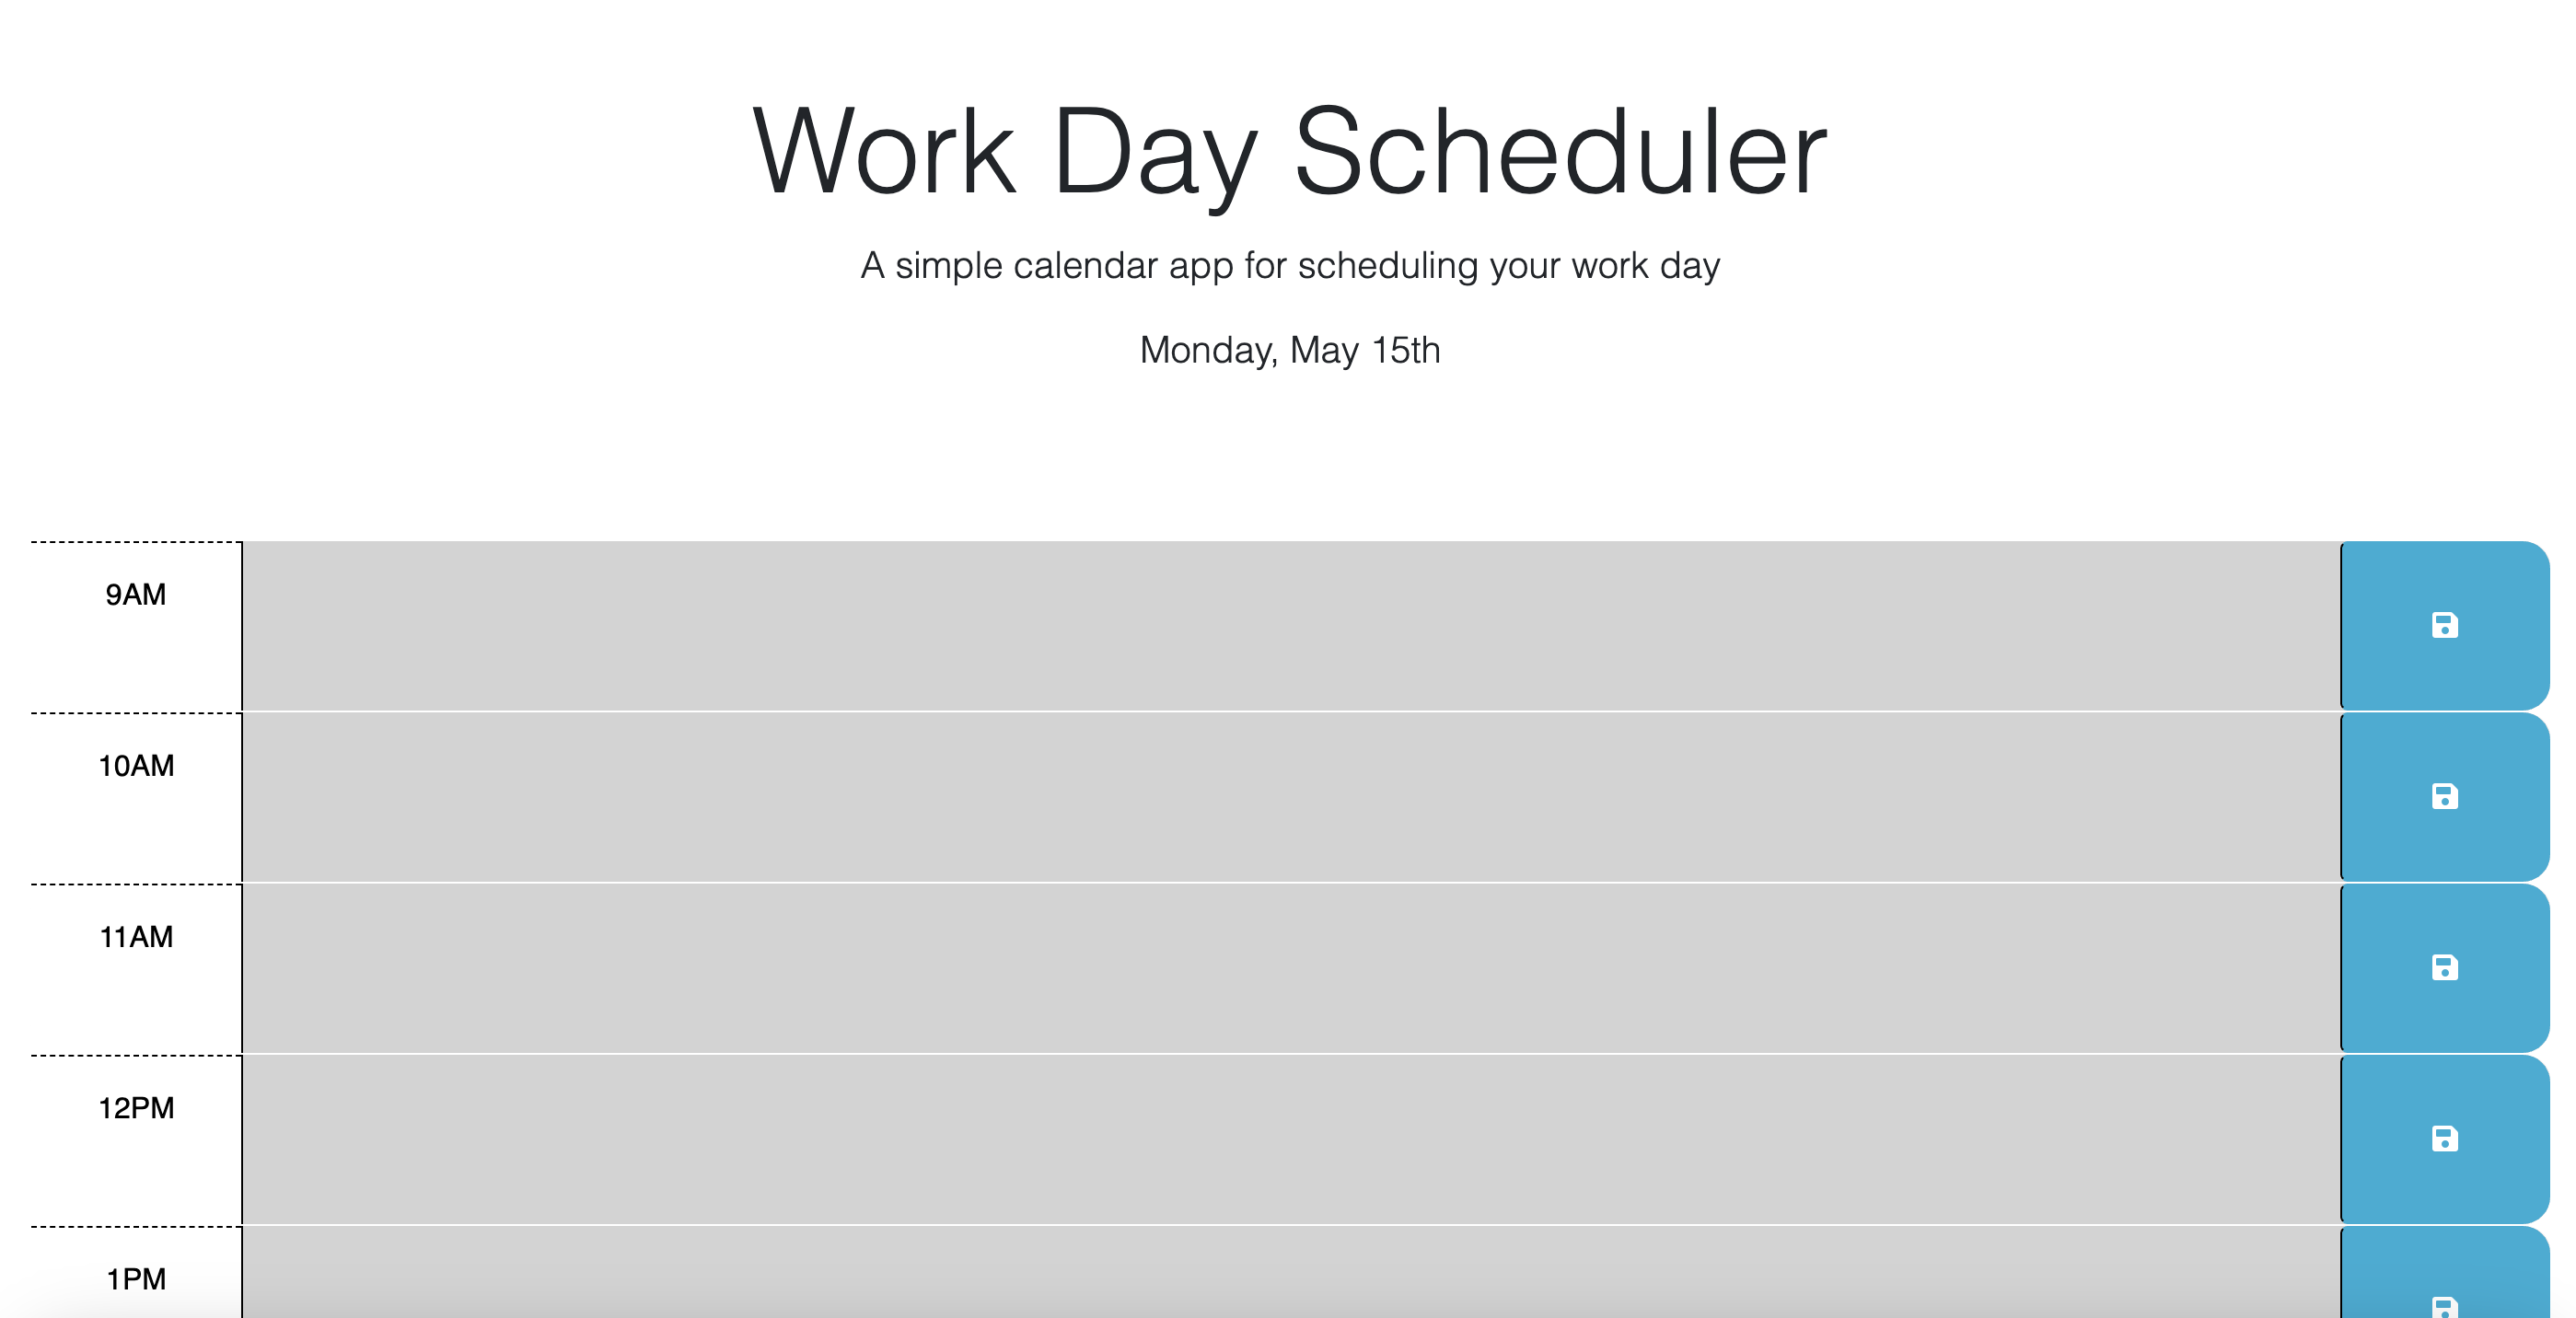 Work Day Scheduler
A simple calendar app for scheduling your work day
Monday, May 15th
9AM
10AM
11AM
12PM
1PM